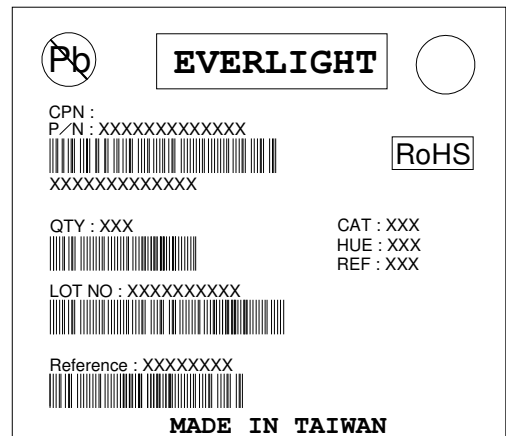 Pb
EVERLIGHT
CPN :
P/N : XXXXXXXXXXXXX
RoHS
XXXXXXXXXXXXX
QTY : XXX
CAT : XXX
HUE : XXX
REF : XXX
LOT NO : XXXXXXXXXX
Reference : XXXXXXXX
MADE IN TAIWAN